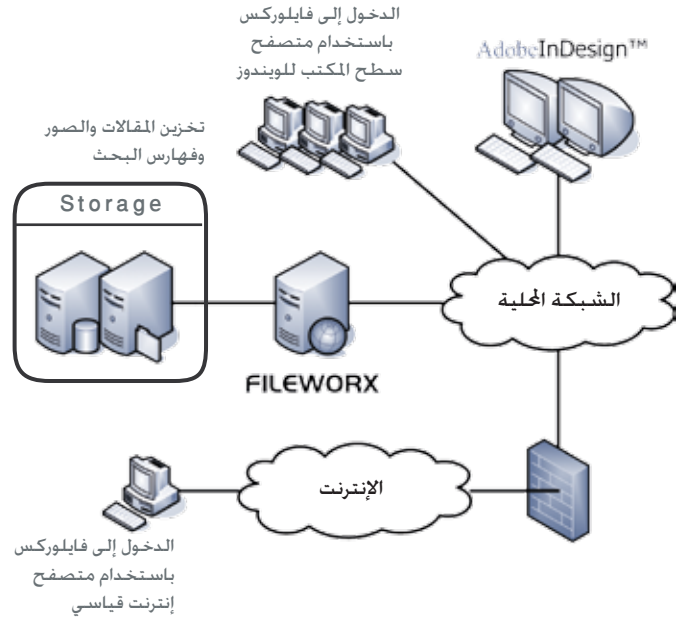 الدخول إلى فايلوركس
باستخدام متصفح
سطح المكتب للويندوز
AdobeInDesign™
تخزين المقالات والصور
وفهارس البحث
Storage
الشبكة المحلية
FILEWORX
الإنترنت
الدخول إلى فايلوركس
باستخدام متصفح
إنترنت قياسي